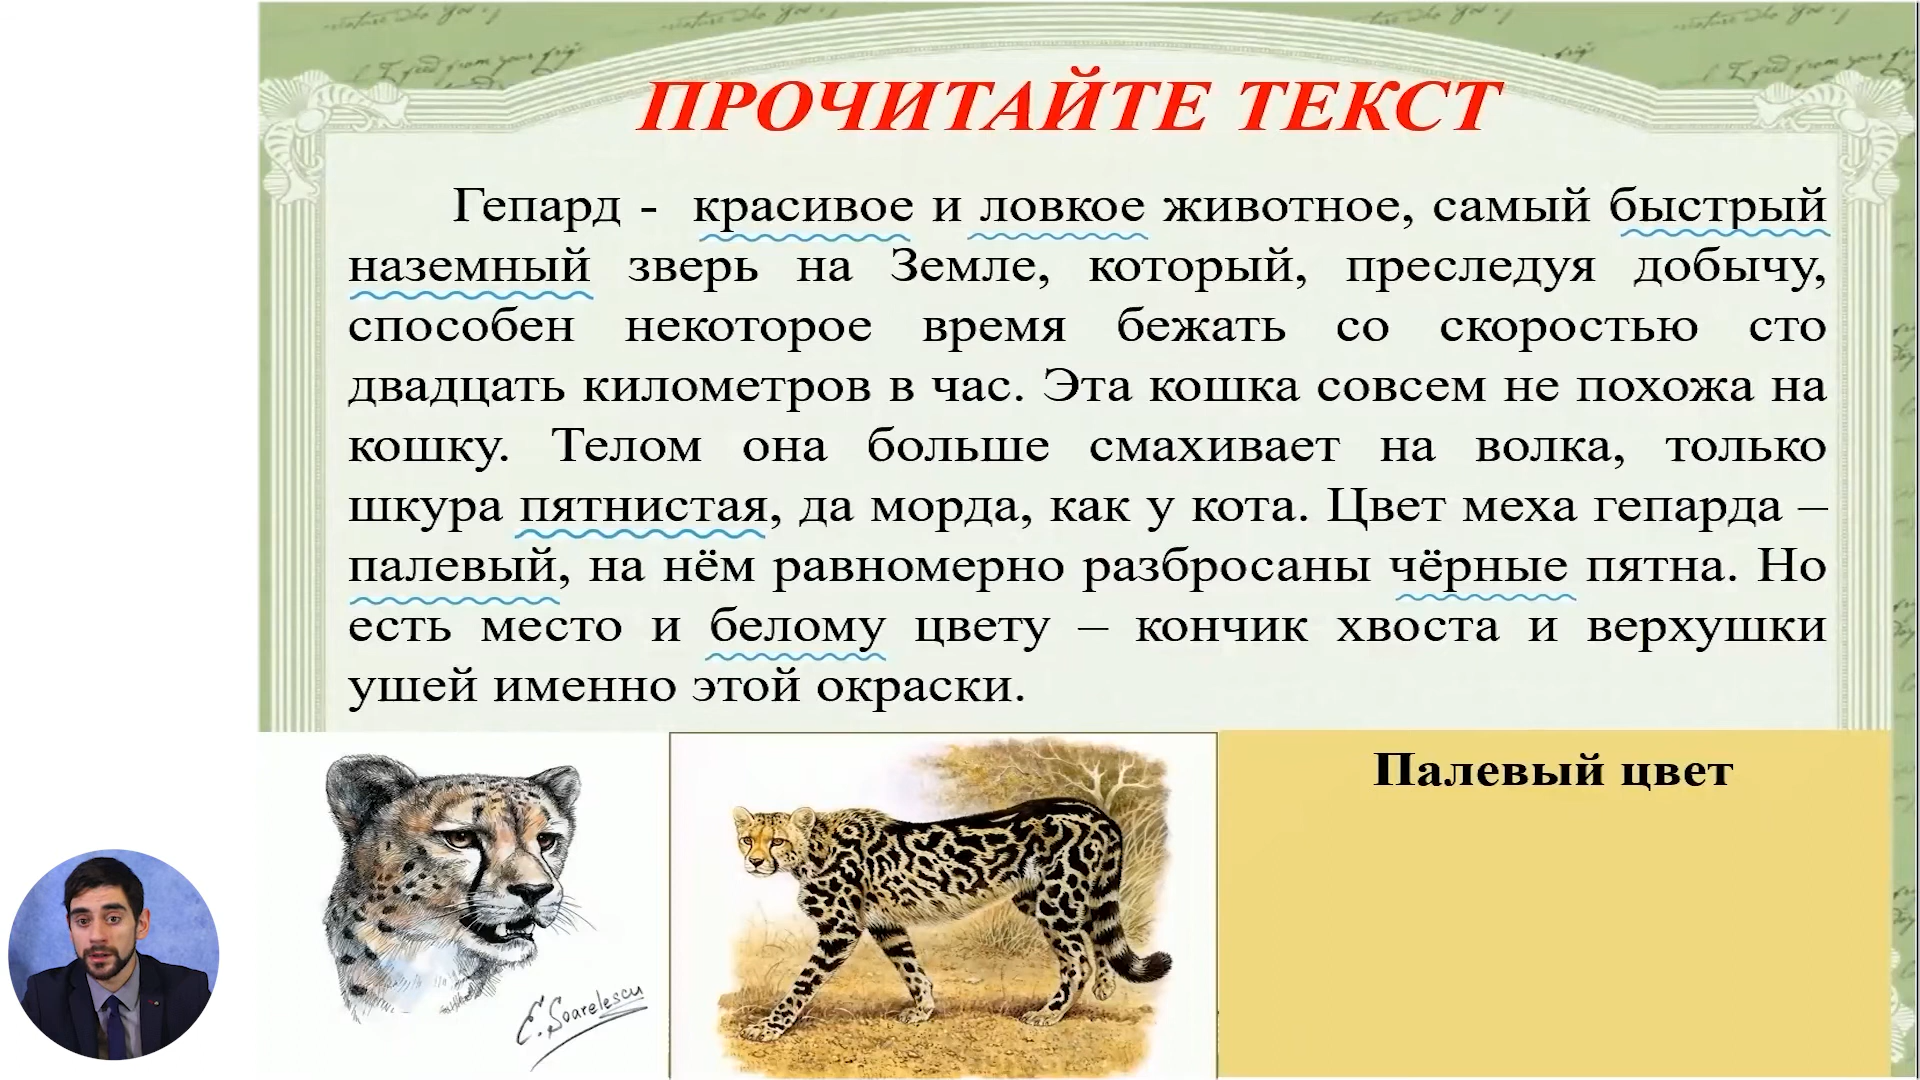 ПРОЧИТАЙТЕ ТЕКСТ
Гепард - красивое и ловкое животное, самый быстрый
наземный зверь на Земле, который, преследуя добычу,
способен некоторое время бежать со скоростью сто
двадцать километров в час. Эта кошка совсем не похожа на
кошку. Телом она больше смахивает на волка, только
шкура пятнистая, да морда, как у кота. Цвет меха гепарда –
палевый, на нём равномерно разбросаны чёрные пятна. Но
есть место и белому цвету – кончик хвоста и верхушки
ушей именно этой окраски.
Палевый цвет
E. Soarelescu